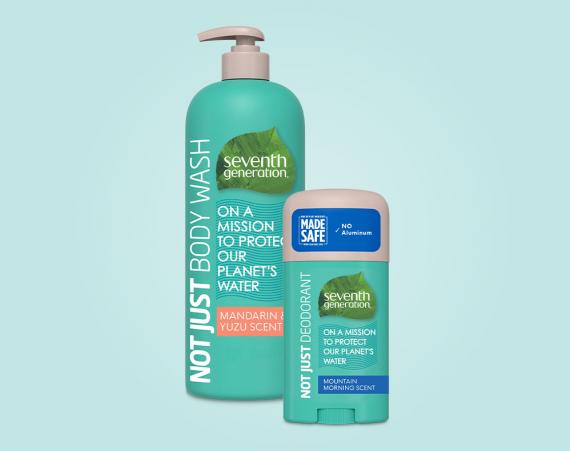 NOT JUST BODY WASH
seventh
generation.
ON A
MISSION
TO PROTEC
OUR
PLANET'S
WATER
MANDARIN &
YUZU SCENT
MADE
SAFE
✓ NO
Aluminum
NOT JUST DEODORANT
seventh
generation.
ON A MISSION
TO PROTECT
OUR PLANET'S
WATER
MOUNTAIN
MORNING SCENT